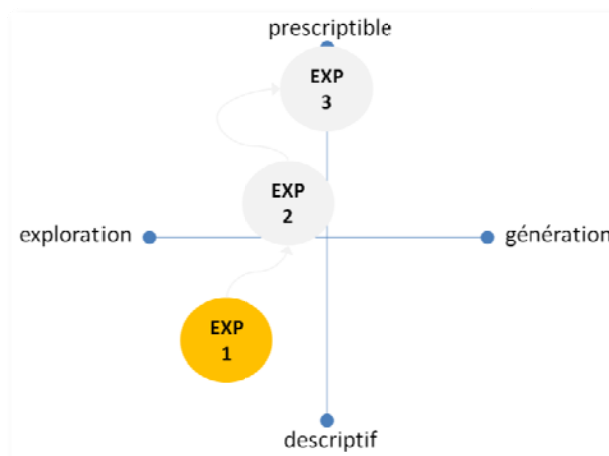 prescriptible
EXP
3
EXP
2
exploration
génération
EXP
1
descriptif